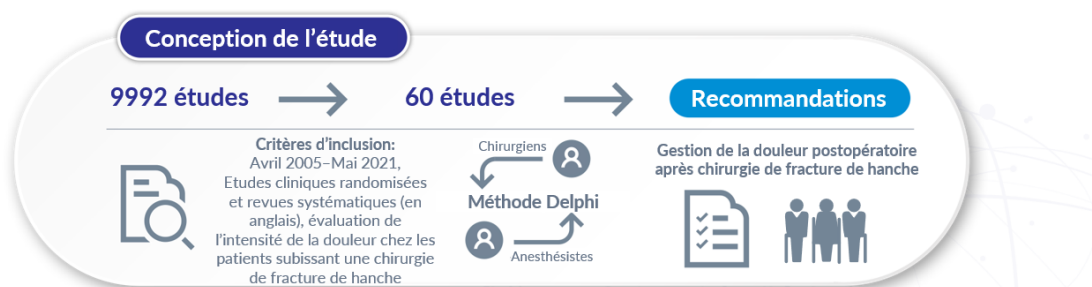 Conception de l'étude
9992 études
60 études
Recommandations
Critères d'inclusion:
Avril 2005–Mai 2021,
Etudes cliniques randomisées
et revues systématiques (en
anglais), évaluation de
l'intensité de la douleur chez les
patients subissant une chirurgie
de fracture de hanche
Chirurgiens
Méthode Delphi
Anesthésistes
Gestion de la douleur postopératoire
après chirurgie de fracture de hanche